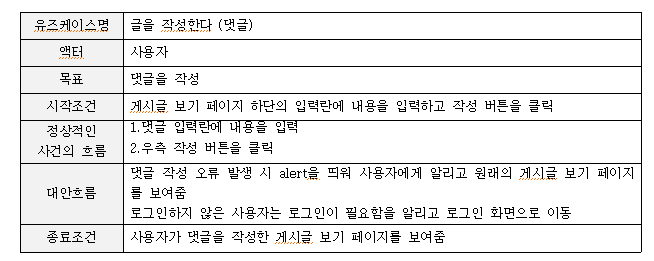 유즈케이스명 글을 작성한다 (댓글)
액터 사용자
목표 댓글을 작성
시작조건 게시글 보기 페이지 하단의 입력란에 내용을 입력하고 작성 버튼을 클릭
정상적인 사건의 흐름
1.댓글 입력란에 내용을 입력
2.우측 작성 버튼을 클릭
대안흐름
댓글 작성 오류 발생 시 alert을 띄워 사용자에게 알리고 원래의 게시글 보기 페이지
를 보여줌
로그인하지 않은 사용자는 로그인이 필요함을 알리고 로그인 화면으로 이동
종료조건 사용자가 댓글을 작성한 게시글 보기 페이지를 보여줌